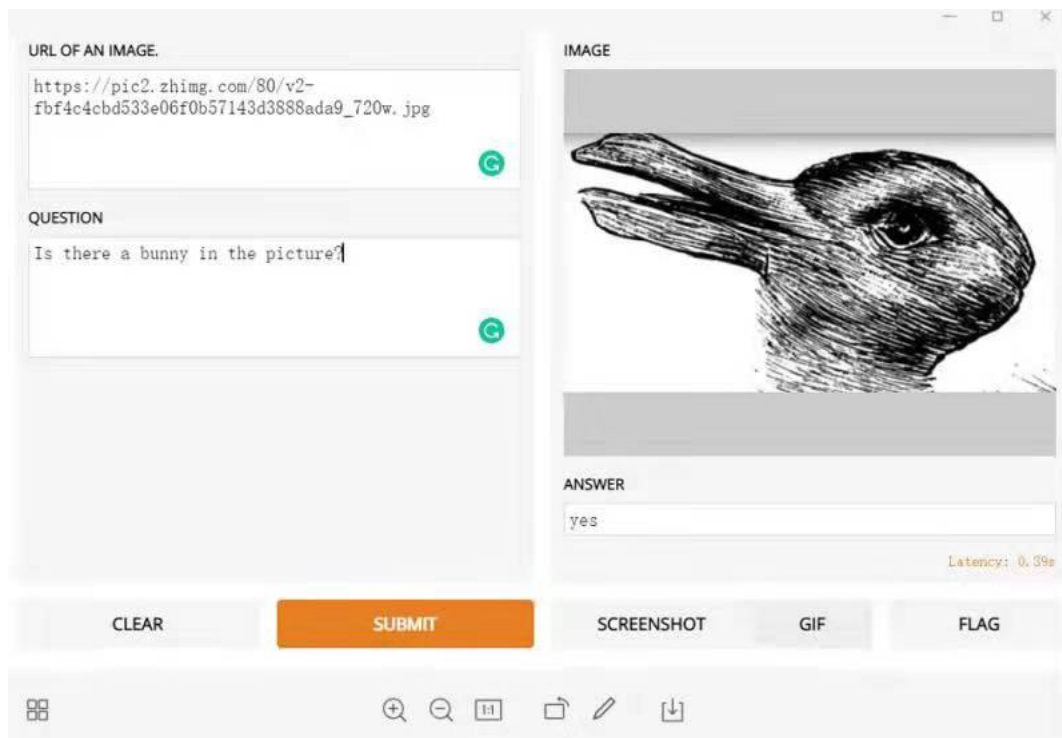 URL OF AN IMAGE.
https://pic2.zhimg.com/80/v2-
fbf4c4cbd533e06f0b57143d3888ada9_720w.jpg
QUESTION
Is there a bunny in the picture?
CLEAR
SUBMIT
IMAGE
ANSWER
yes
Latency: 0.39s
SCREENSHOT
GIF
FLAG
1:1